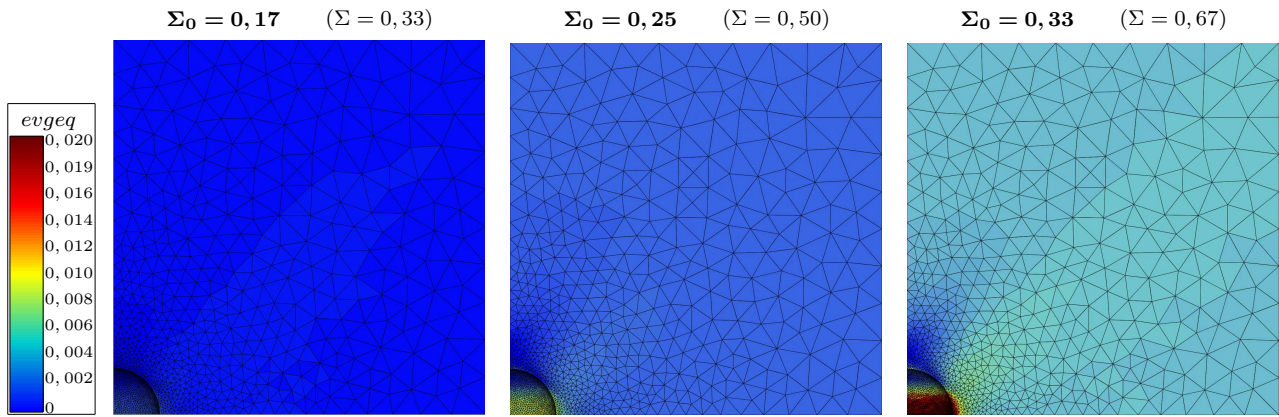 Σ₀ = 0, 17 (Σ = 0, 33)
Σ₀ = 0, 25 (Σ = 0, 50)
Σ₀ = 0, 33 (Σ = 0, 67)
evgeq
0, 020
0, 019
0, 016
0, 014
0, 012
0, 010
0, 008
0, 006
0, 004
0, 002
0